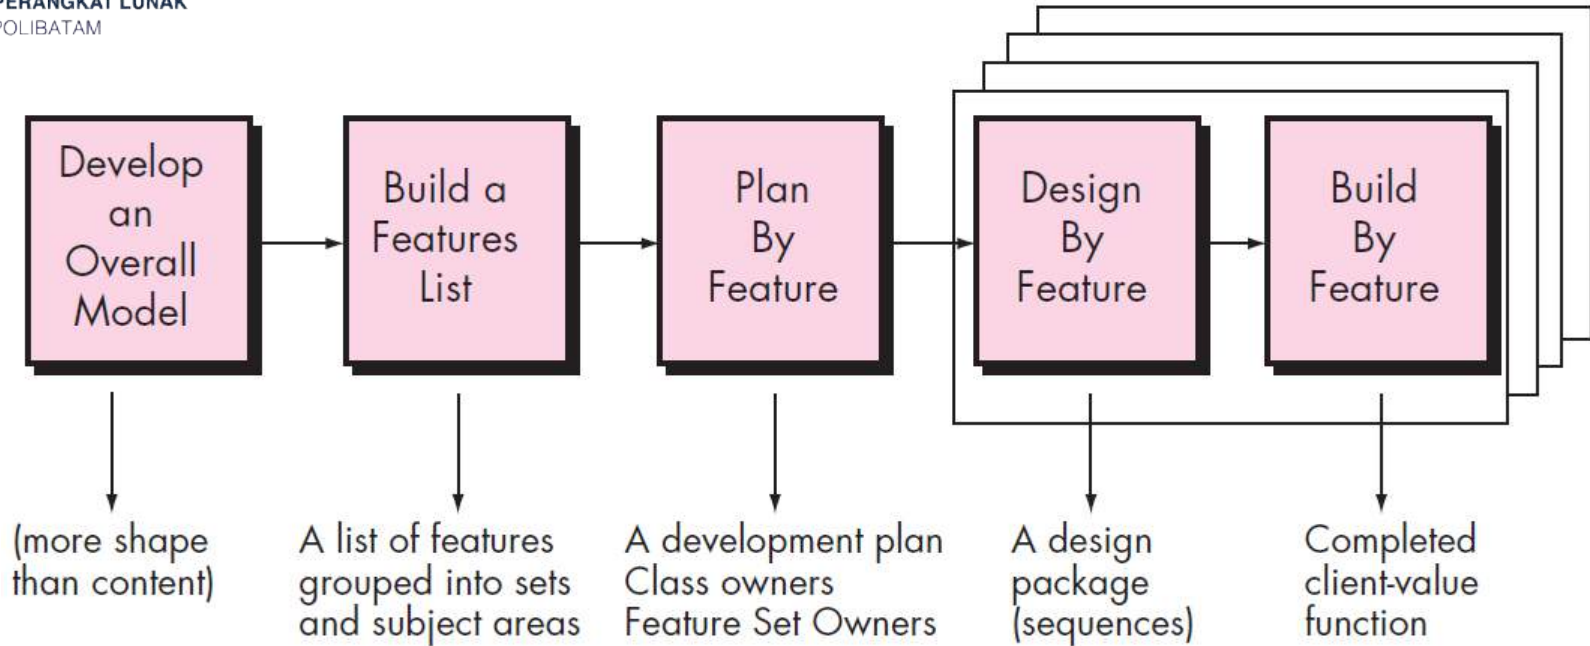 PERANGKAT LUNAK
POLIBATAM
Develop
an
Overall
Model
Build a
Features
List
Plan
By
Feature
Design
By
Feature
Build
By
Feature
(more shape
than content)
A list of features
grouped into sets
and subject areas
A development plan
Class owners
Feature Set Owners
A design
package
(sequences)
Completed
client-value
function